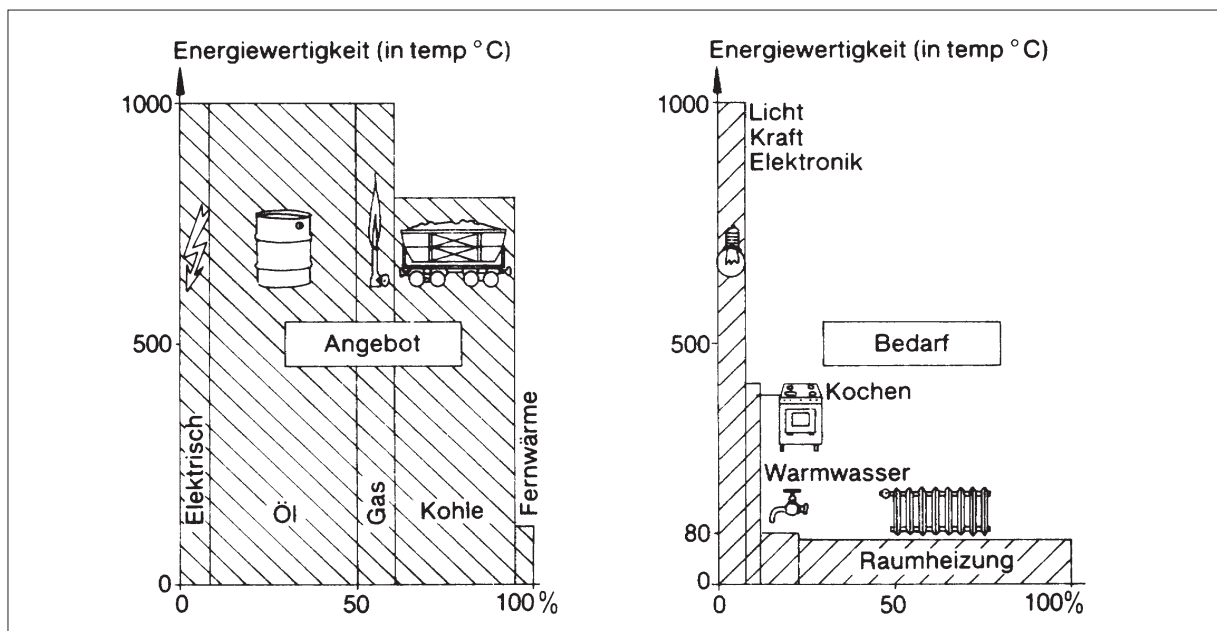 Energiewertigkeit (in temp °C)
1000
500
0
Elektrisch
Öl
Gas
Kohle
Fernwärme
Angebot
0
50
100%
Energiewertigkeit (in temp °C)
1000
Licht
Kraft
Elektronik
500
Bedarf
Kochen
Warmwasser
80
0
Raumheizung
0
50
100%